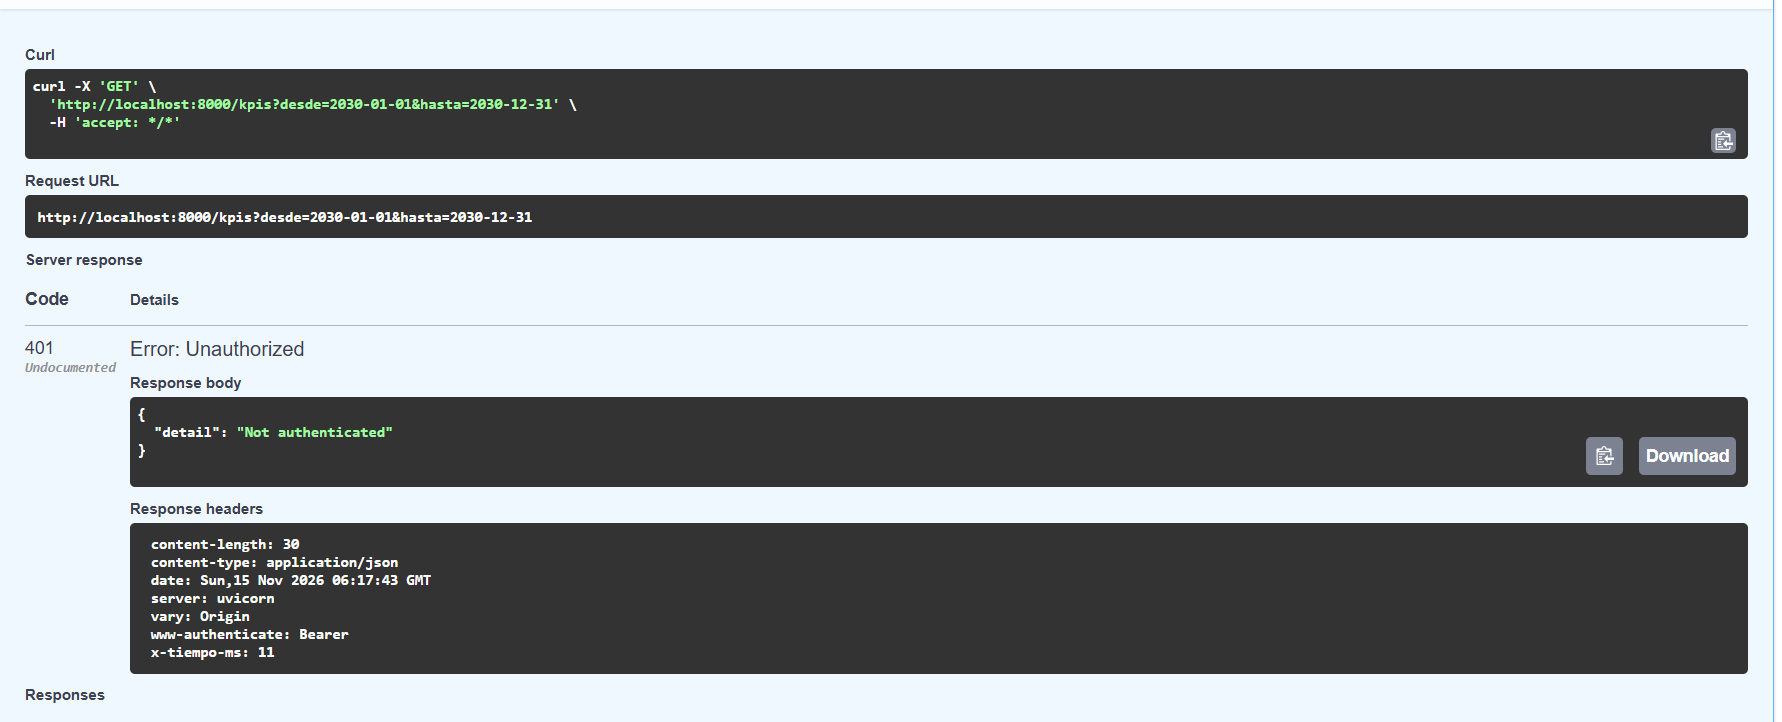 Curl
curl -X 'GET' \
  'http://localhost:8000/kpis?desde=2030-01-01&hasta=2030-12-31' \
  -H 'accept: */*'
Request URL
http://localhost:8000/kpis?desde=2030-01-01&hasta=2030-12-31
Server response
Code Details
401 Error: Unauthorized
Undocumented
Response body
{
  "detail": "Not authenticated"
}
Download
Response headers
content-length: 30
content-type: application/json
date: Sun,15 Nov 2026 06:17:43 GMT
server: uvicorn
vary: Origin
www-authenticate: Bearer
x-tiempo-ms: 11
Responses